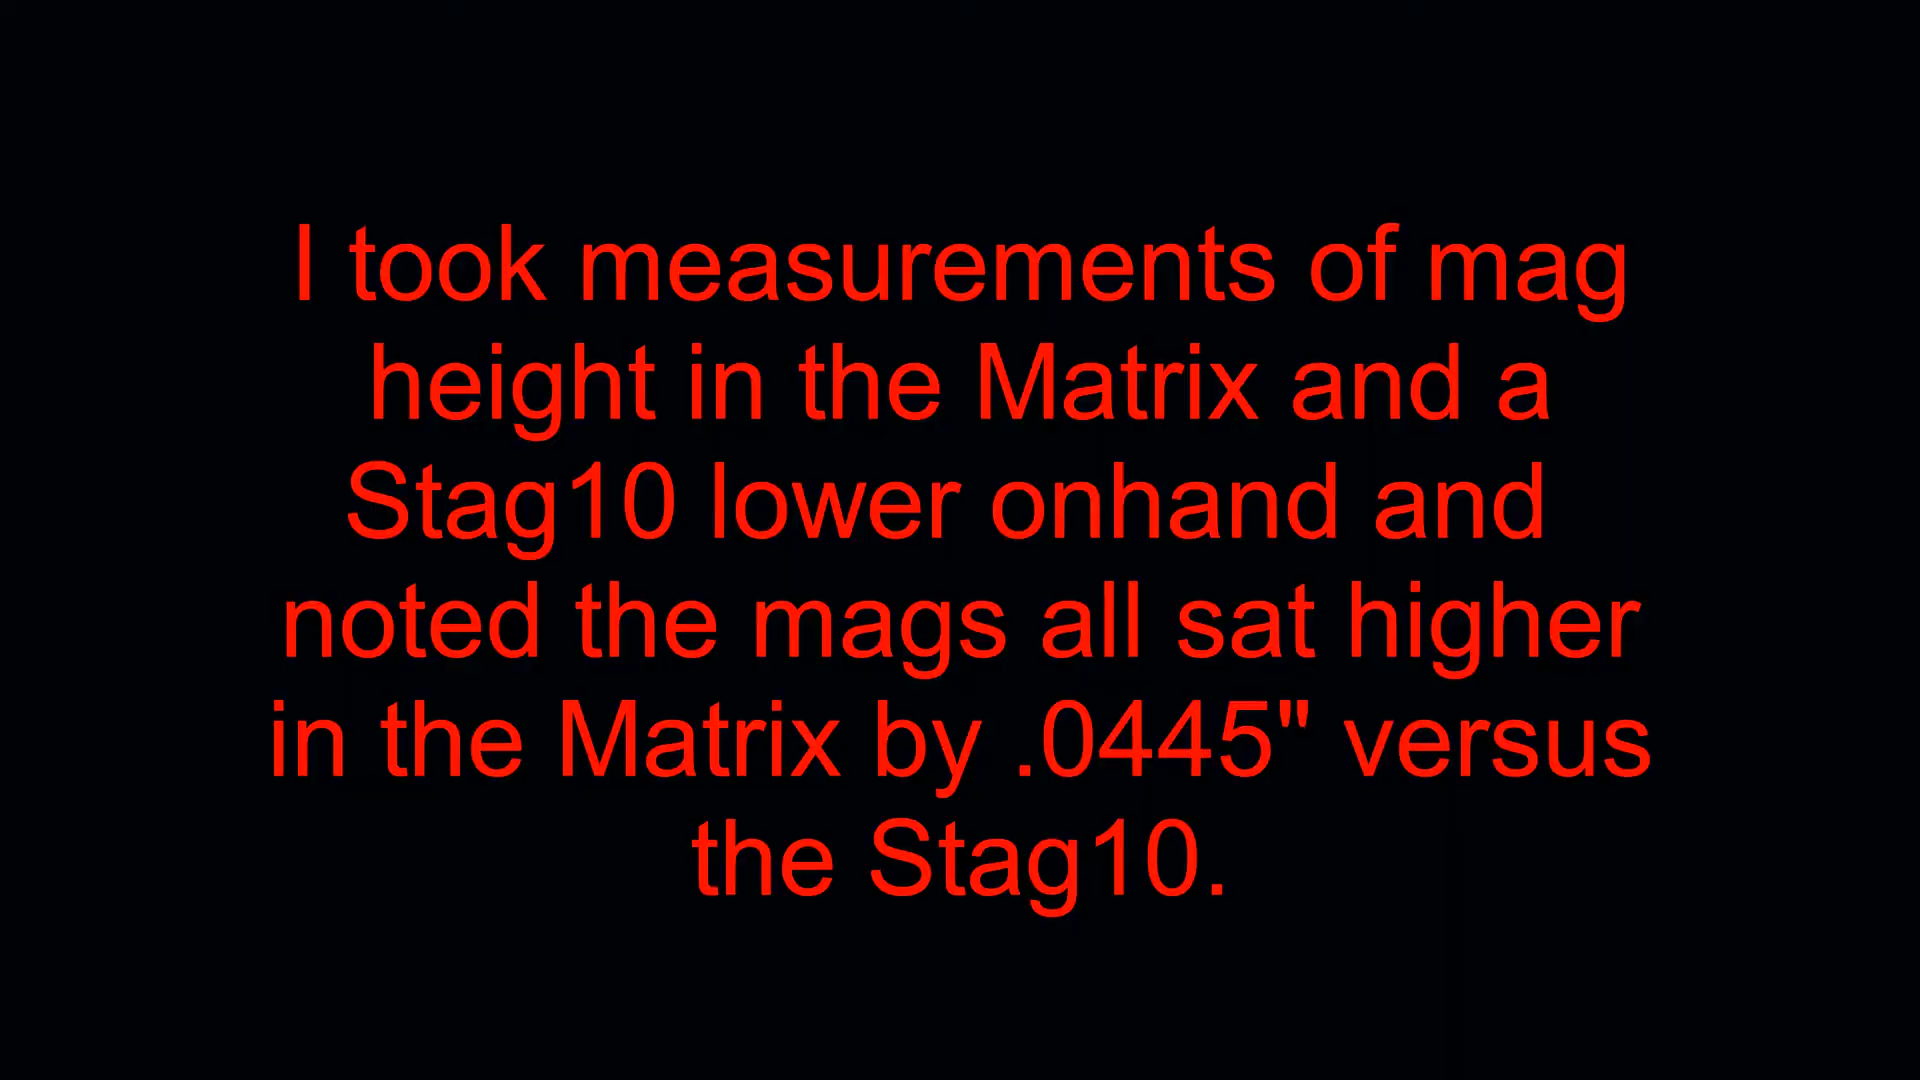 I took measurements of mag
height in the Matrix and a
Stag10 lower onhand and
noted the mags all sat higher
in the Matrix by .0445" versus
the Stag10.